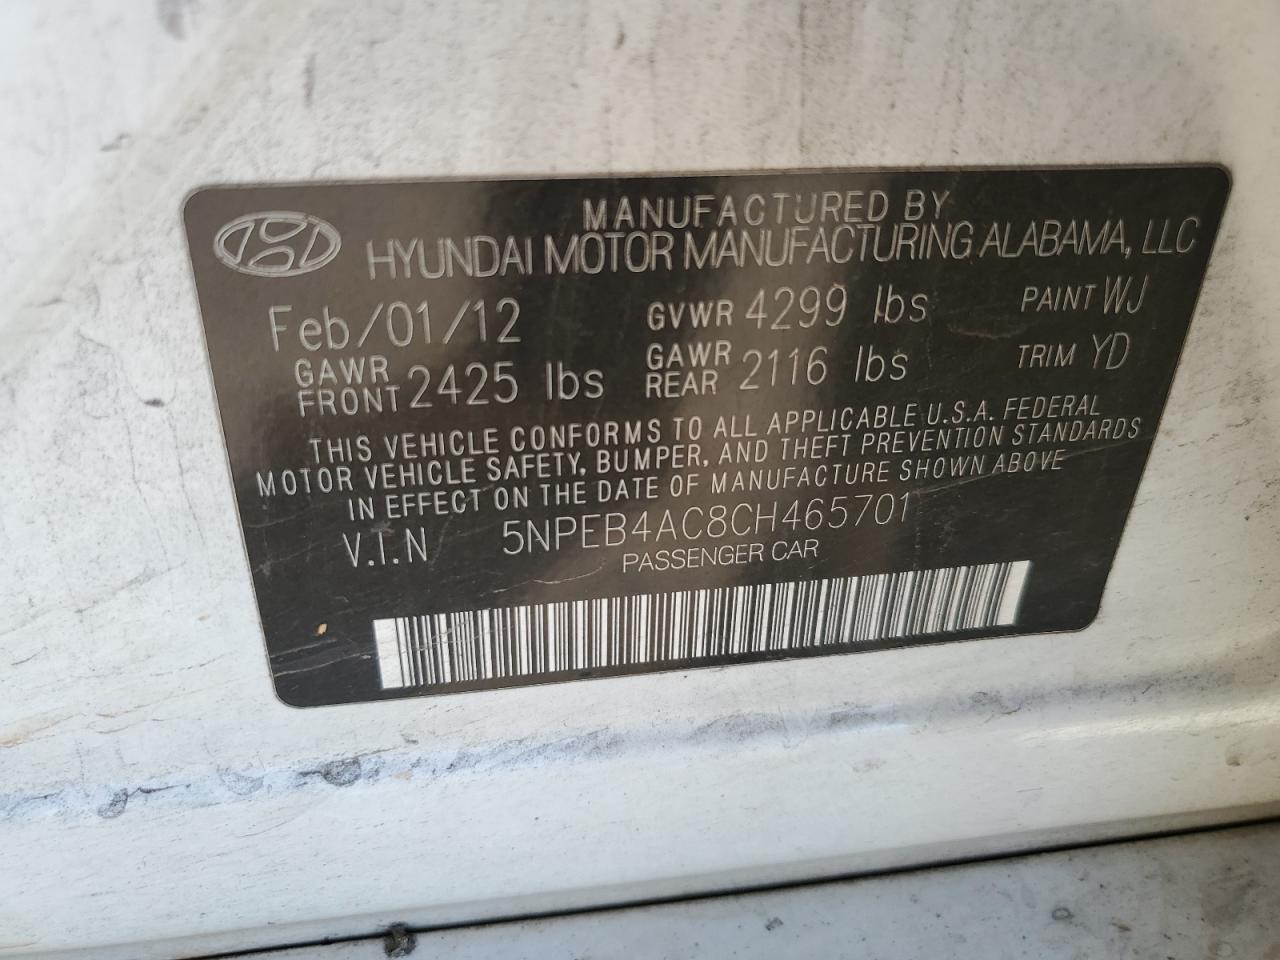 MANUFACTURED BY
HYUNDAI MOTOR MANUFACTURING ALABAMA, LLC
Feb/01/12 GVWR 4299 lbs PAINT WJ
GAWR FRONT 2425 lbs GAWR REAR 2116 lbs TRIM YD
THIS VEHICLE CONFORMS TO ALL APPLICABLE U.S.A. FEDERAL
MOTOR VEHICLE SAFETY, BUMPER, AND THEFT PREVENTION STANDARDS
IN EFFECT ON THE DATE OF MANUFACTURE SHOWN ABOVE
V.I.N 5NPEB4AC8CH465701
PASSENGER CAR